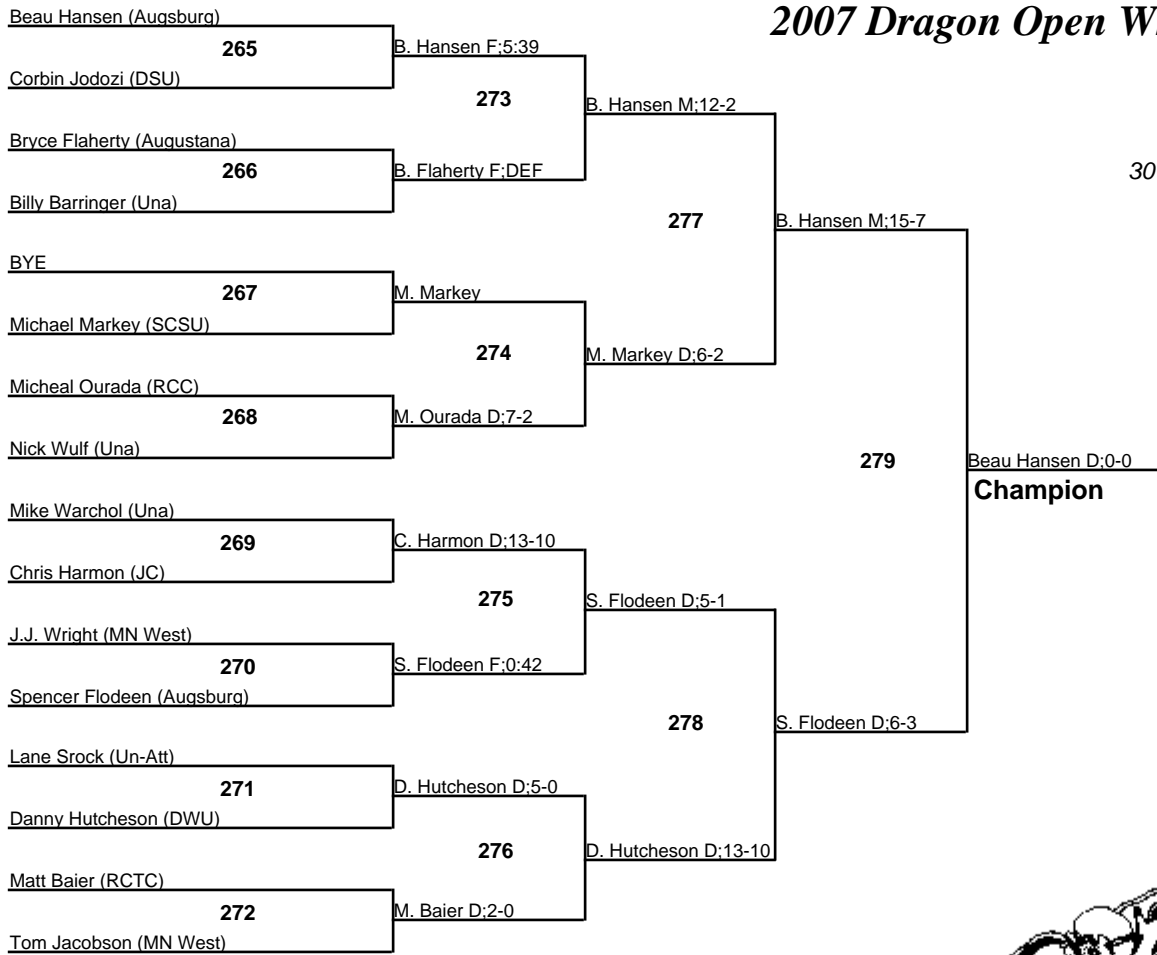 2007 Dragon Open
Beau Hansen (Augsburg)
265
B. Hansen F;5:39
Corbin Jodozi (DSU)
273
B. Hansen M;12-2
Bryce Flaherty (Augustana)
266
B. Flaherty F;DEF
30
Billy Barringer (Una)
277
B. Hansen M;15-7
BYE
267
M. Markey
Michael Markey (SCSU)
274
M. Markey D;6-2
Micheal Ourada (RCC)
268
M. Ourada D;7-2
Nick Wulf (Una)
279
Beau Hansen D;0-0
Champion
Mike Warchol (Una)
269
C. Harmon D;13-10
Chris Harmon (JC)
275
S. Flodeen D;5-1
J.J. Wright (MN West)
270
S. Flodeen F;0:42
Spencer Flodeen (Augsburg)
278
S. Flodeen D;6-3
Lane Srock (Un-Att)
271
D. Hutcheson D;5-0
Danny Hutcheson (DWU)
276
D. Hutcheson D;13-10
Matt Baier (RCTC)
272
M. Baier D;2-0
Tom Jacobson (MN West)